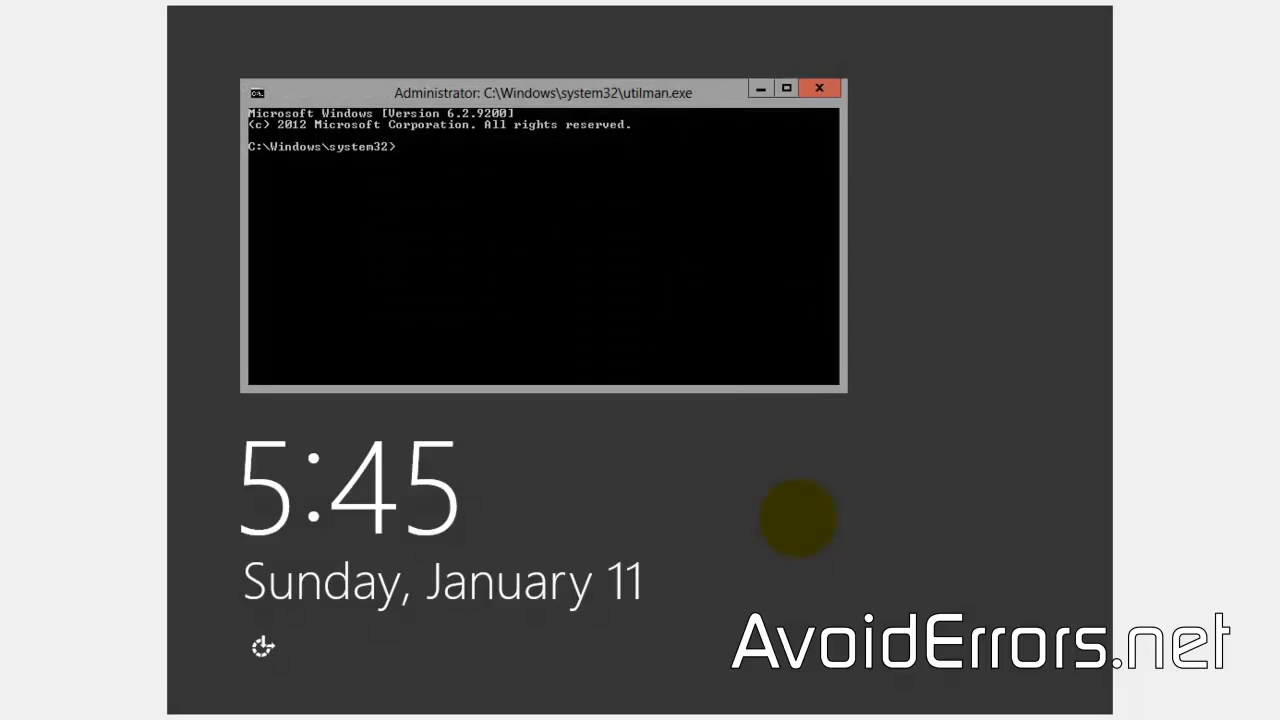 Administrator: C:\Windows\system32\utilman.exe
Microsoft Windows [Version 6.2.9200]
(c) 2012 Microsoft Corporation. All rights reserved.
C:\Windows\system32>
5:45
Sunday, January 11
AvoidErrors.net